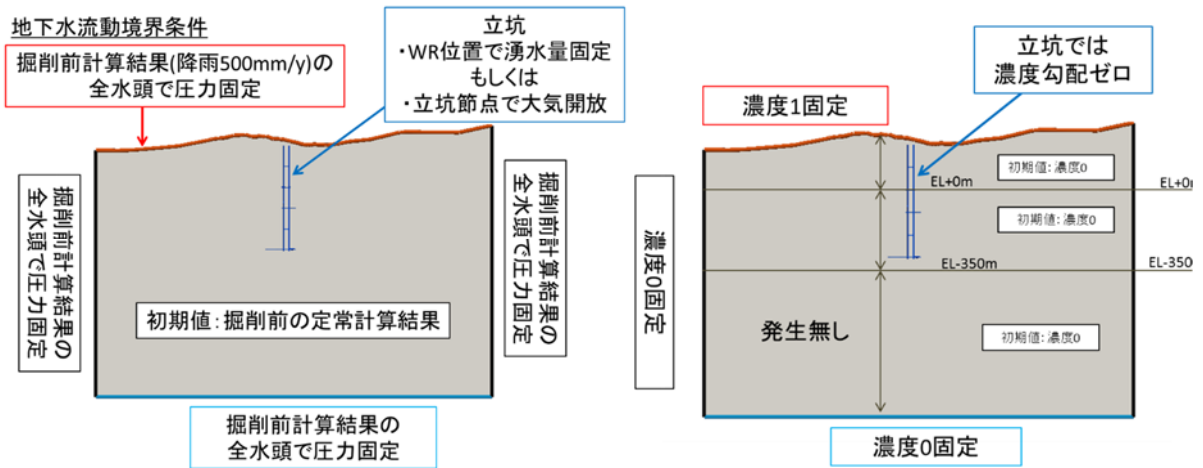 地下水流動境界条件
掘削前計算結果(降雨500mm/y)の
全水頭で圧力固定
立坑
・WR位置で湧水量固定
もしくは
・立坑節点で大気開放
掘削前計算結果の
全水頭で圧力固定
掘削前計算結果の
全水頭で圧力固定
初期値：掘削前の定常計算結果
掘削前計算結果の
全水頭で圧力固定
立坑では
濃度勾配ゼロ
濃度1固定
初期値：濃度0
EL+0m
EL+0m
初期値：濃度0
濃度0固定
EL-350m
EL-350
発生無し
初期値：濃度0
濃度0固定